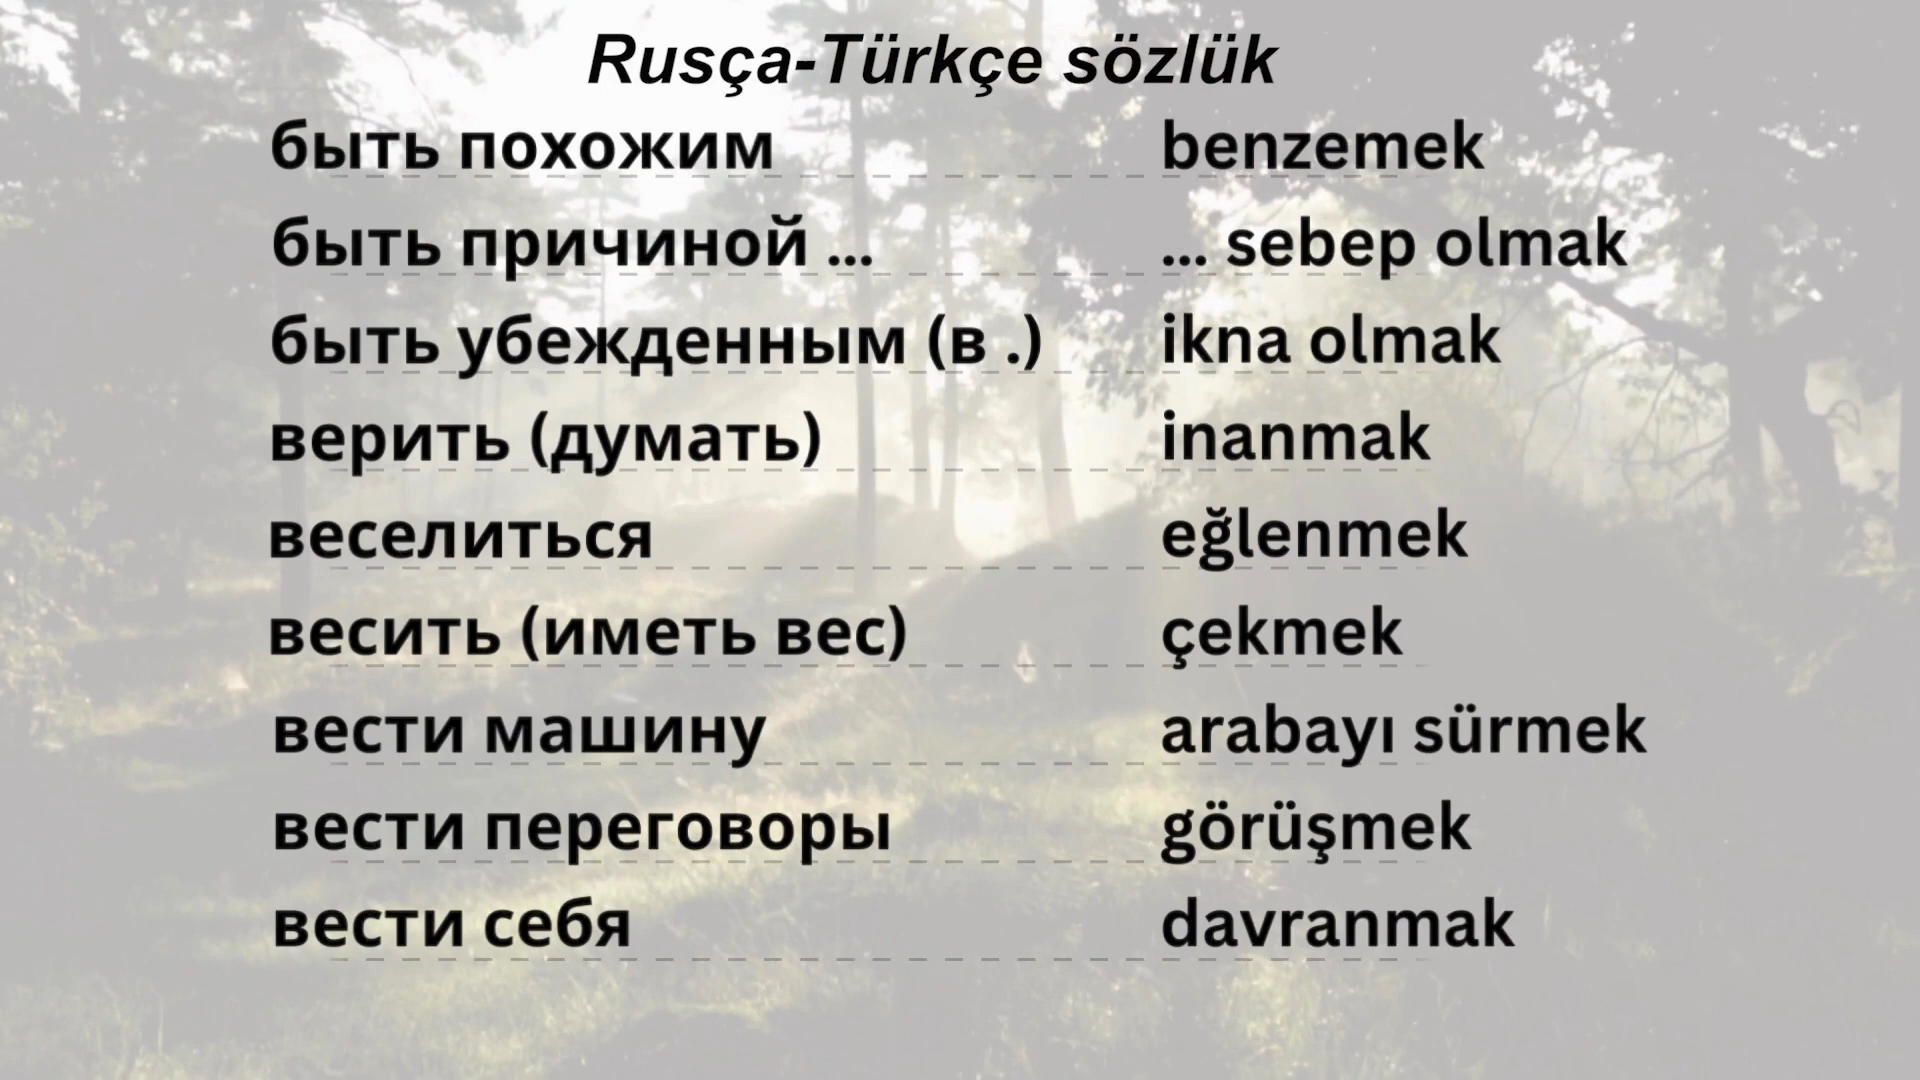 Rusça-Türkçe sözlük
быть похожим benzemek
быть причиной ... ... sebep olmak
быть убежденным (в .) ikna olmak
верить (думать) inanmak
веселиться eğlenmek
весить (иметь вес) çekmek
вести машину arabayı sürmek
вести переговоры görüşmek
вести себя davranmak